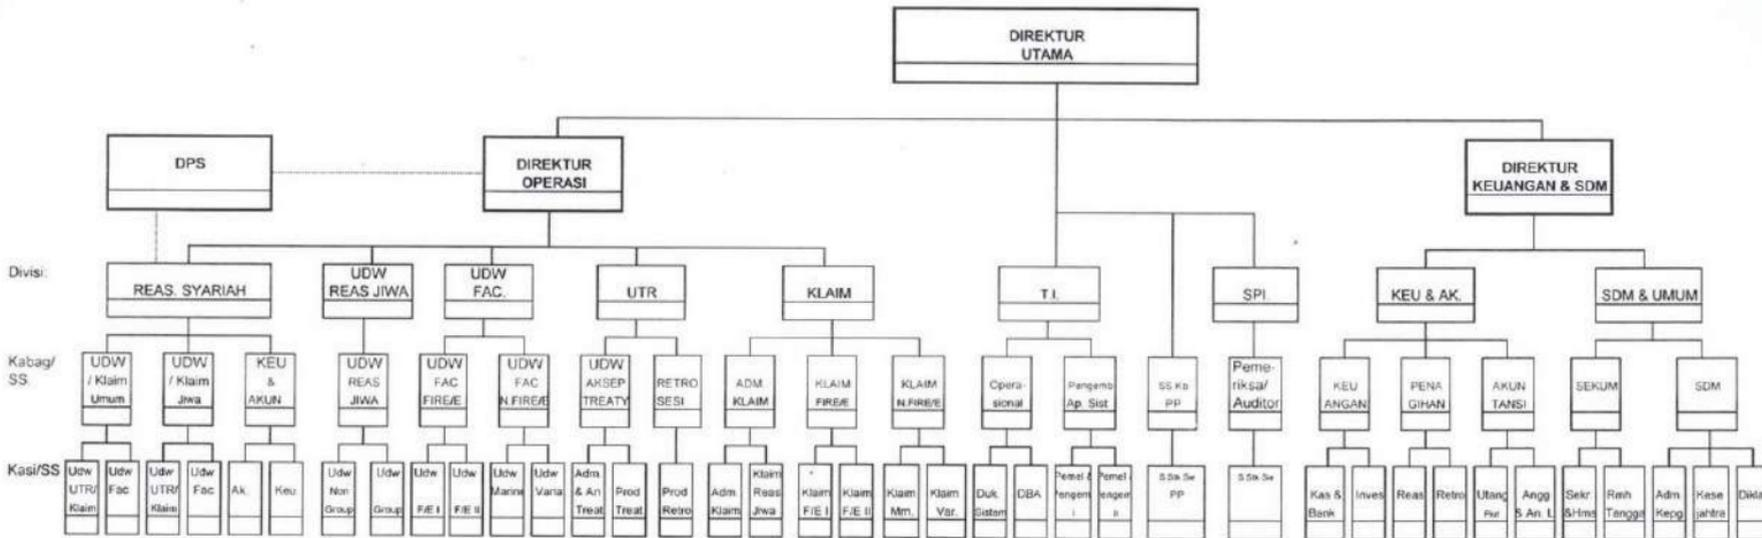 DIREKTUR
UTAMA
DPS
DIREKTUR
OPERASI
DIREKTUR
KEUANGAN & SDM
Divisi:
REAS. SYARIAH
UDW
REAS JIWA
UDW
FAC.
UTR
KLAIM
T.I.
SPI.
KEU & AK.
SDM & UMUM
Kabag/
SS
UDW
/ Klaim
Umum
UDW
/ Klaim
Jiwa
KEU
&
AKUN
UDW
REAS
JIWA
UDW
FAC
FIRE/E
UDW
FAC
N.FIRE/E
UDW
AKSEP
TREATY
RETRO
SESI
ADM.
KLAIM
KLAIM
FIRE/E
KLAIM
N.FIRE/E
Opera-
sional
Pengemb
Ap. Sist
SS Kb
PP
Peme-
riksa/
Auditor
KEU
ANGAN
PENA
GIHAN
AKUN
TANSI
SEKUM
SDM
Kasi/SS
Udw
UTR/
Klaim
Udw
Fac
Udw
UTR/
Klaim
Udw
Fac
Ak.
Keu
Udw
Non
Group
Udw
Group
Udw
F/E I
Udw
F/E II
Udw
Marine
Udw
Varia
Adm.
& An
Treat
Prod
Treat
Prod
Retro
Adm.
Klaim
Klaim
Reas
Jiwa
Klaim
F/E I
Klaim
F/E II
Klaim
Mrn.
Klaim
Var.
Duk.
Sistem
DBA
Pemel &
I
Pemel
II
PP
Kas &
Bank
Inves
Reas
Retro
Utang
Angg
& An. L
Sekr.
&Hms
Rmh
Tangga
Adm.
Kepg
Kese
jahtra
Dikla